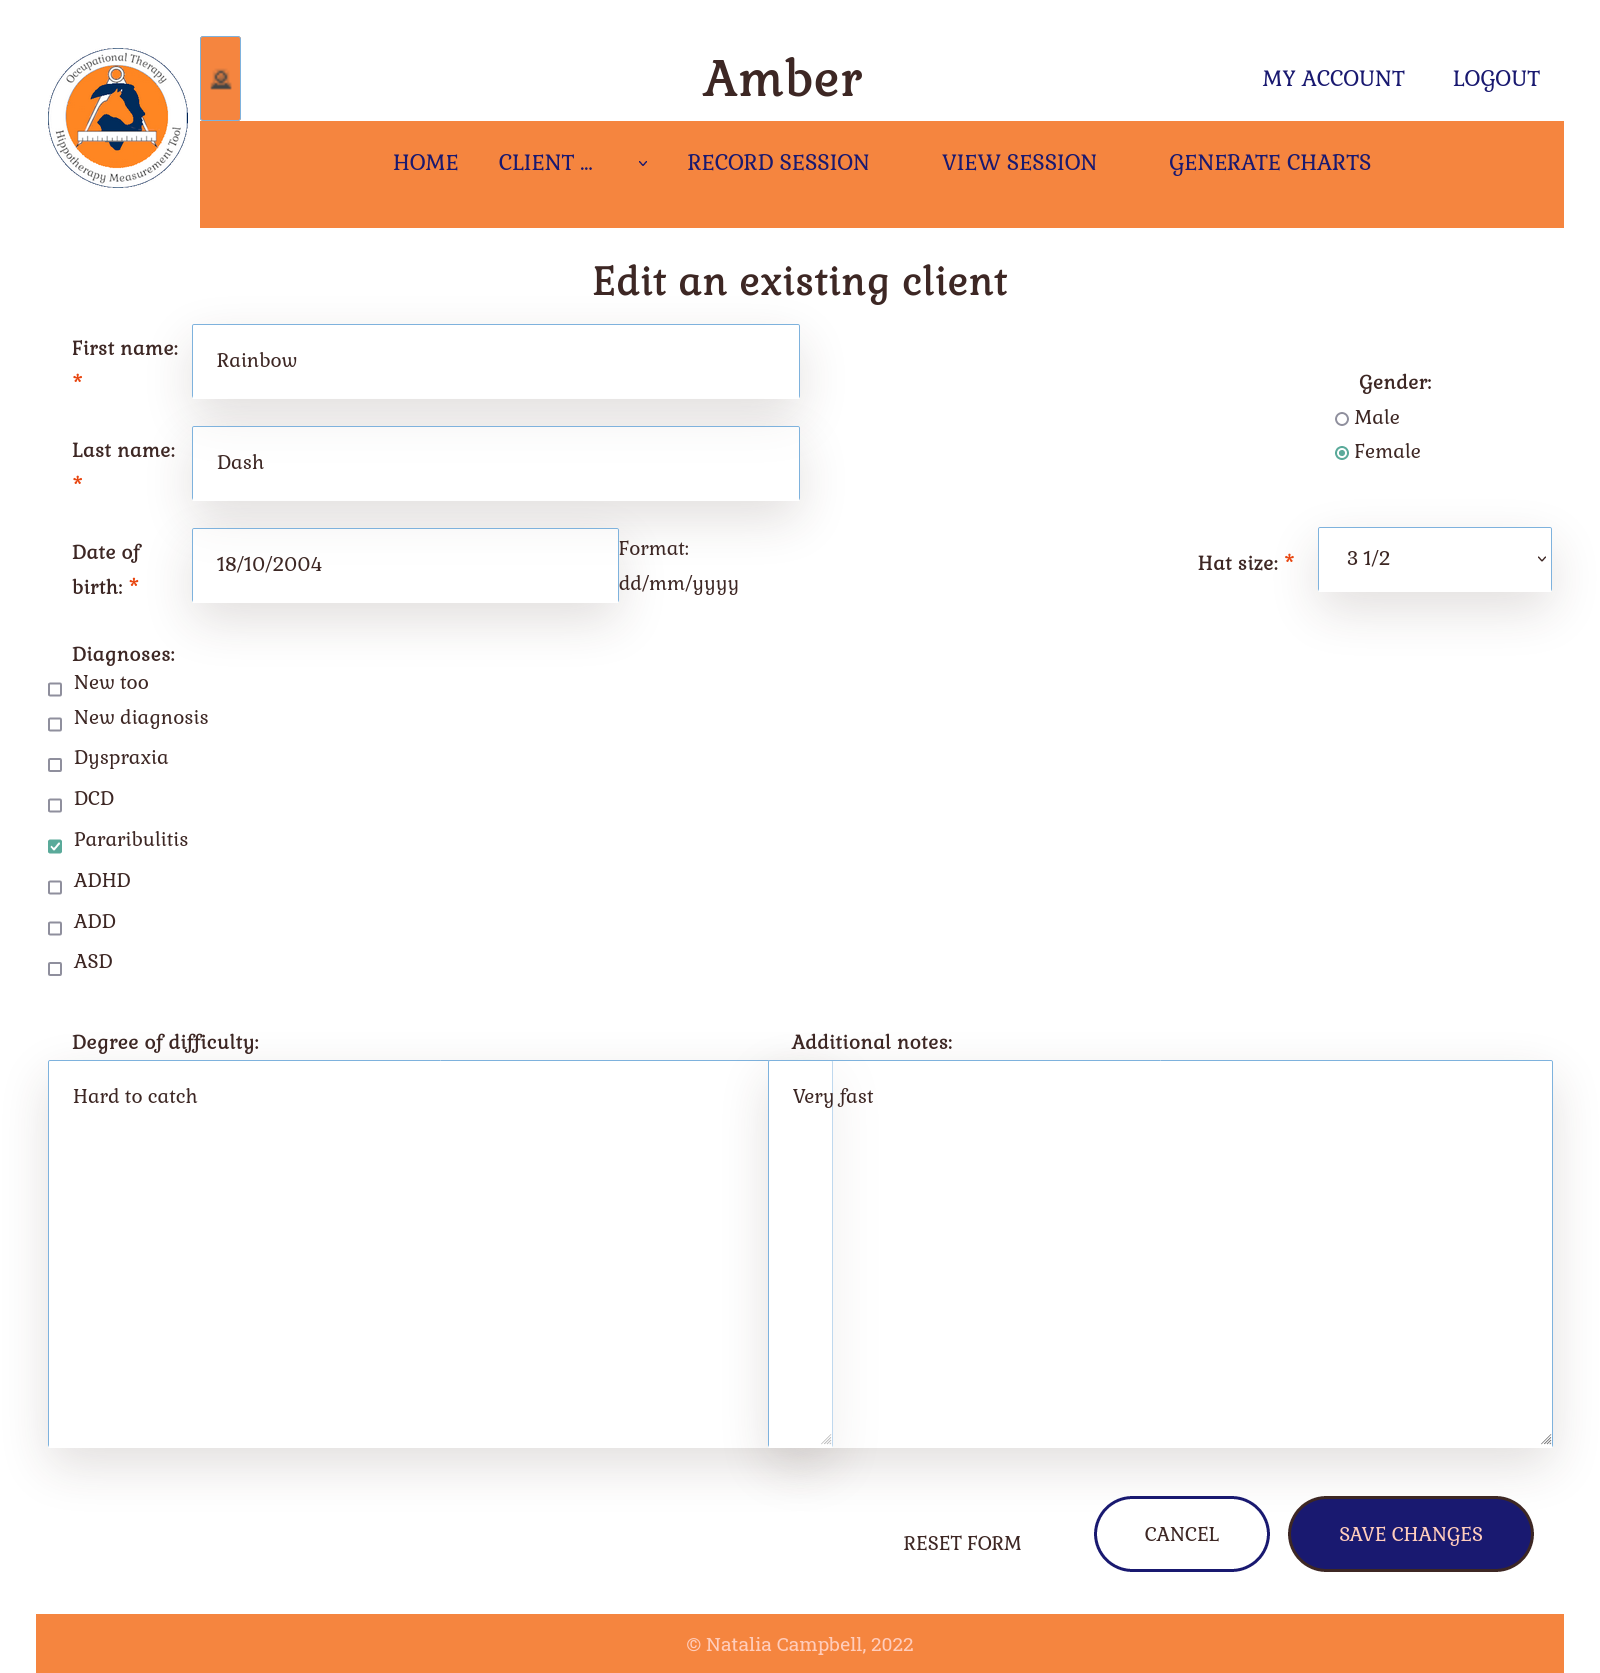 Occupational Therapy
Hippotherapy Measurement Tool
Amber
MY ACCOUNT LOGOUT
HOME CLIENT ... RECORD SESSION VIEW SESSION GENERATE CHARTS
Edit an existing client
First name: *
Rainbow
Gender:
Male
Female
Last name: *
Dash
Date of
birth: *
18/10/2004
Format:
dd/mm/yyyy
Hat size: *
3 1/2
Diagnoses:
New too
New diagnosis
Dyspraxia
DCD
Pararibulitis
ADHD
ADD
ASD
Degree of difficulty:
Hard to catch
Additional notes:
Very fast
RESET FORM CANCEL SAVE CHANGES
© Natalia Campbell, 2022